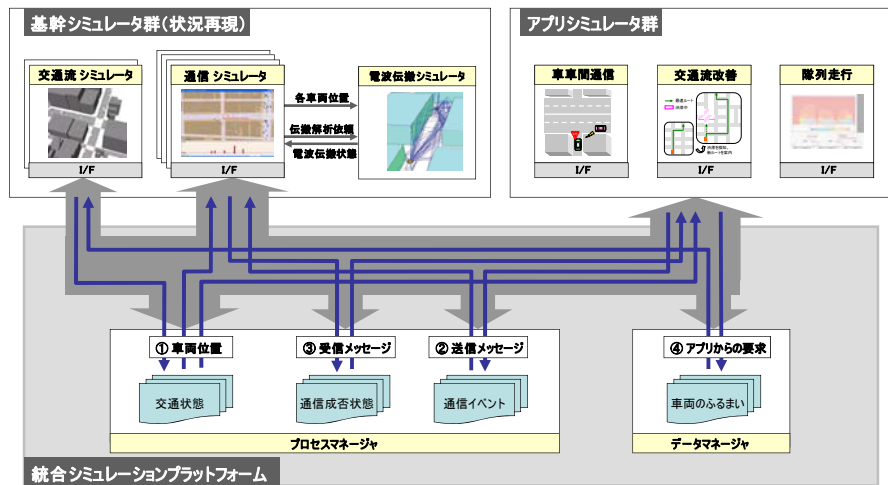 基幹シミュレータ群(状況再現)
アプリシミュレータ群
交通流 シミュレータ
通信 シミュレータ
電波伝搬シミュレータ
各車両位置
伝搬解析依頼
電波伝搬状態
I/F
I/F
車車間通信
交通流改善
隊列走行
I/F
I/F
I/F
① 車両位置
③ 受信メッセージ
② 送信メッセージ
④ アプリからの要求
交通状態
通信成否状態
通信イベント
車両のふるまい
プロセスマネージャ
データマネージャ
統合シミュレーションプラットフォーム